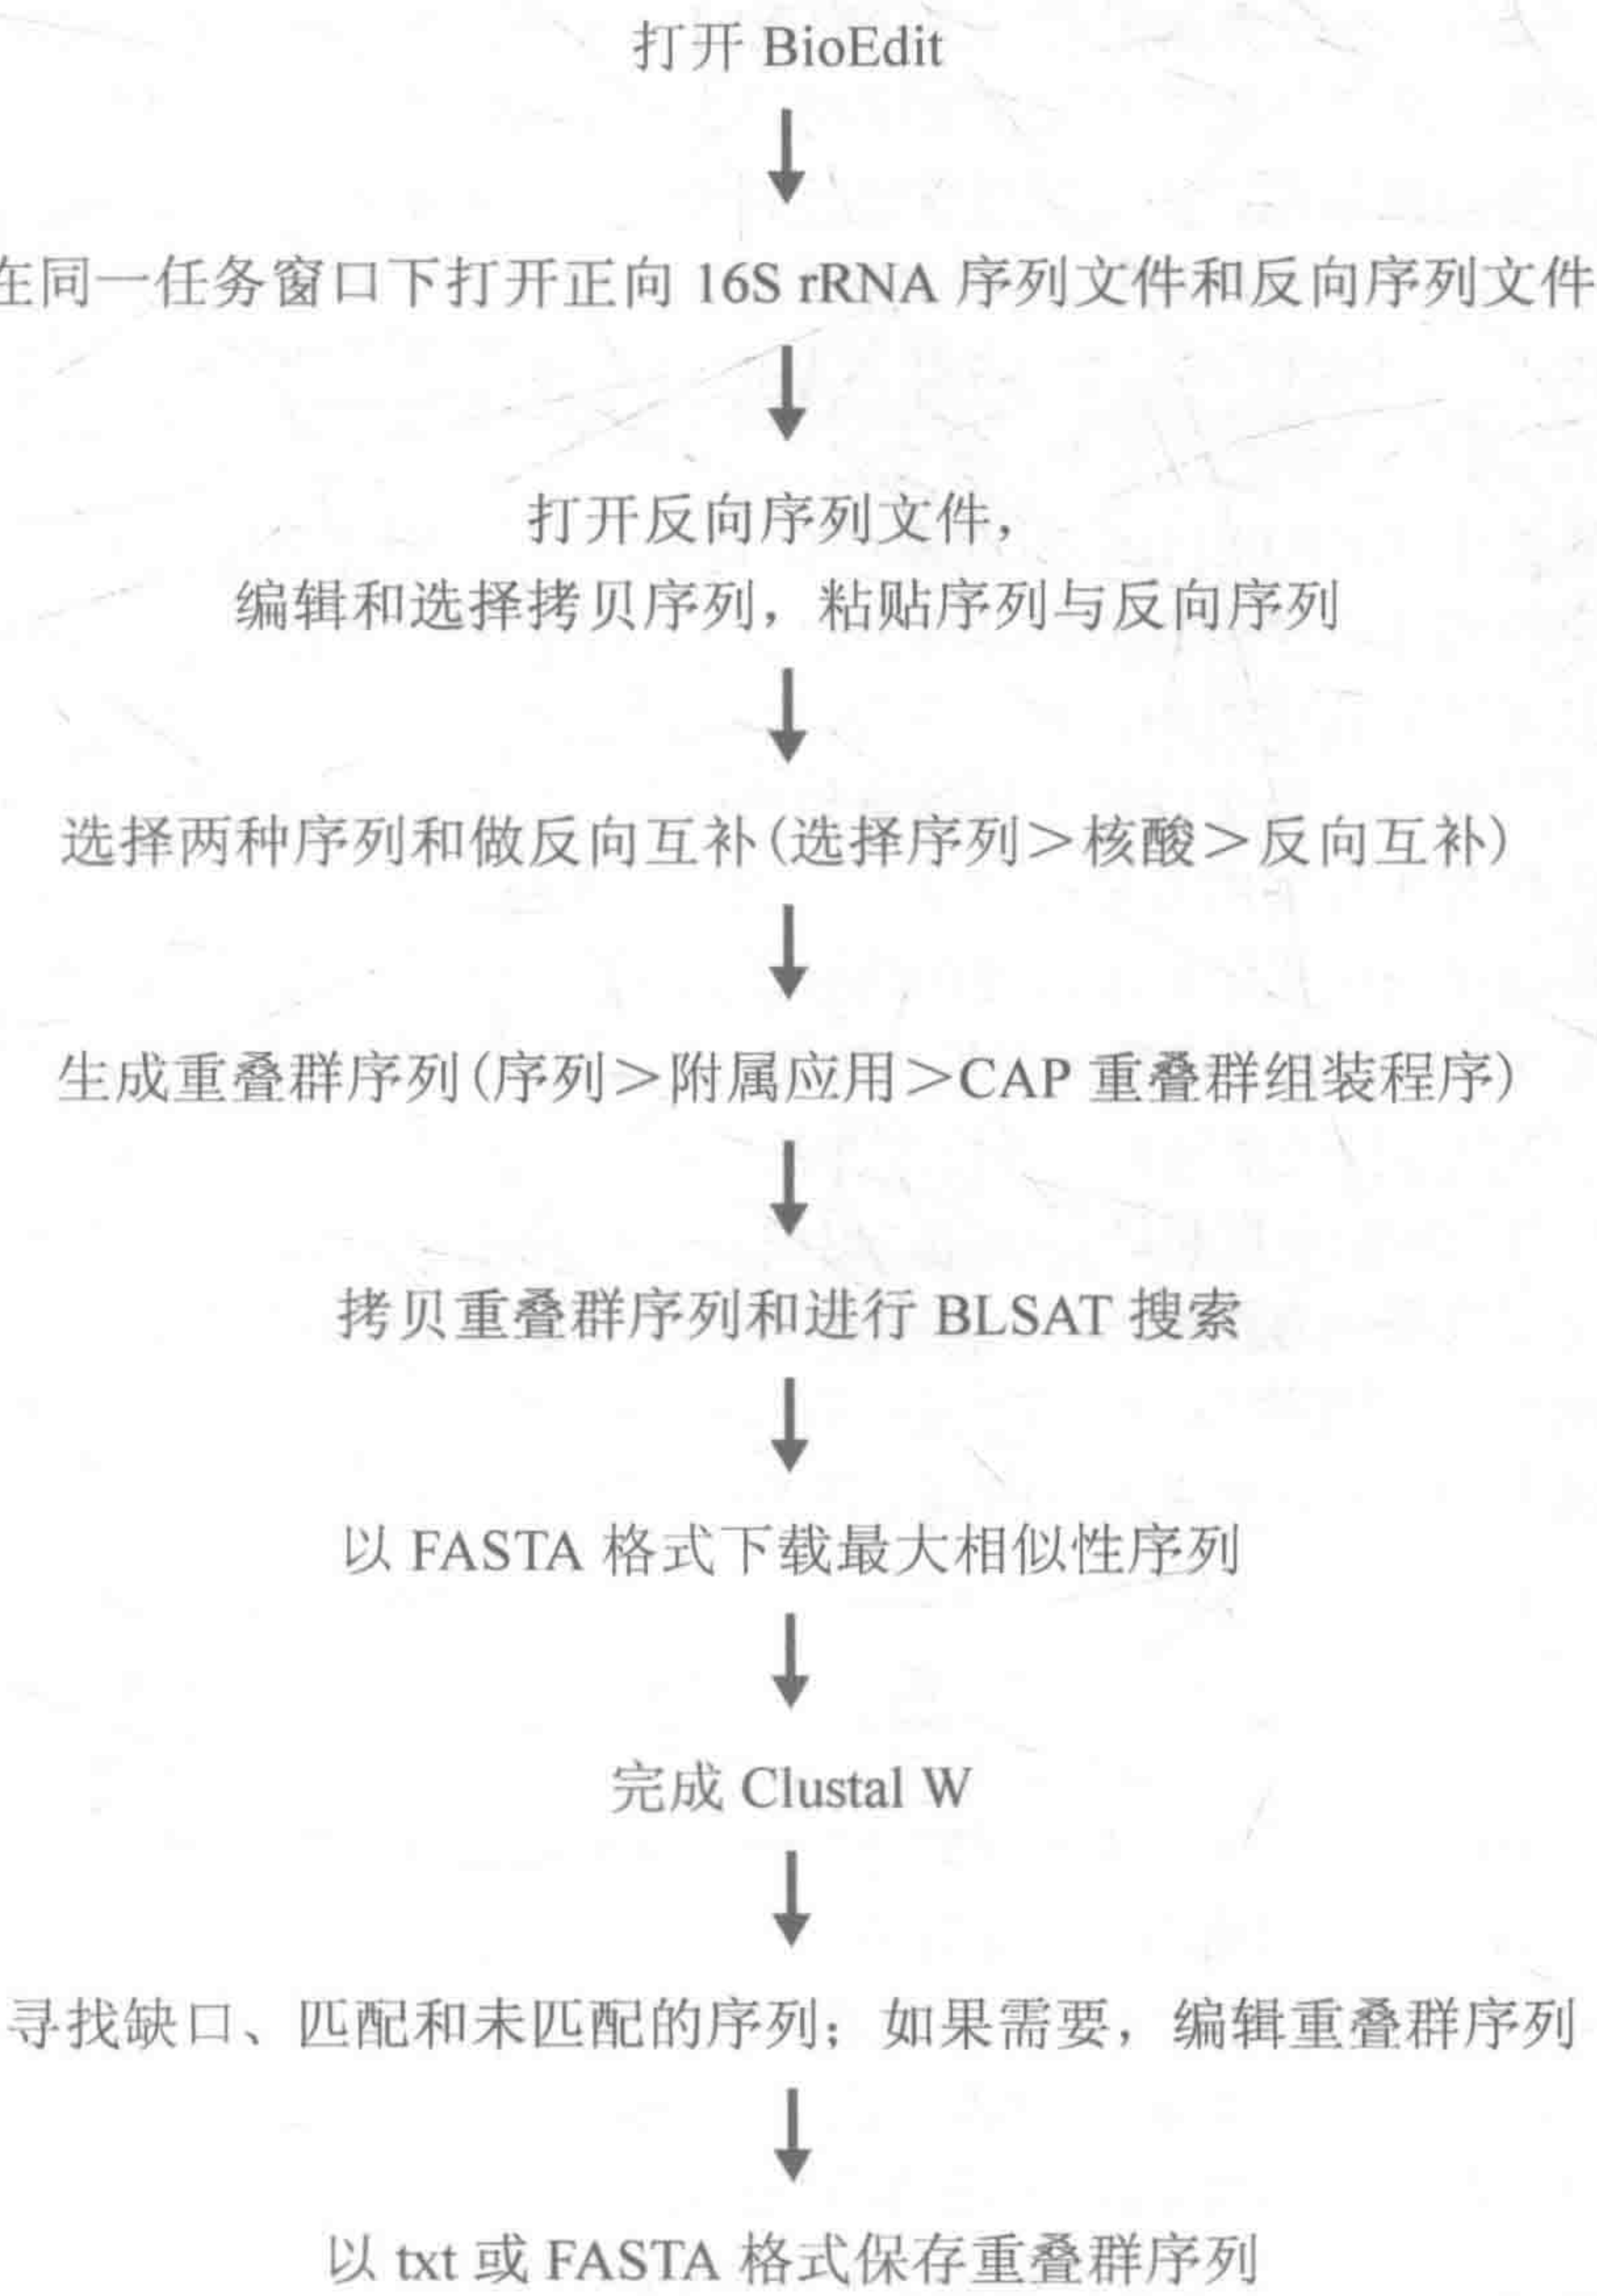 打开 BioEdit
在同一任务窗口下打开正向 16S rRNA 序列文件和反向序列文件
打开反向序列文件，
编辑和选择拷贝序列，粘贴序列与反向序列
选择两种序列和做反向互补(选择序列＞核酸＞反向互补)
生成重叠群序列(序列＞附属应用＞CAP 重叠群组装程序)
拷贝重叠群序列和进行 BLSAT 搜索
以 FASTA 格式下载最大相似性序列
完成 Clustal W
寻找缺口、匹配和未匹配的序列；如果需要，编辑重叠群序列
以 txt 或 FASTA 格式保存重叠群序列